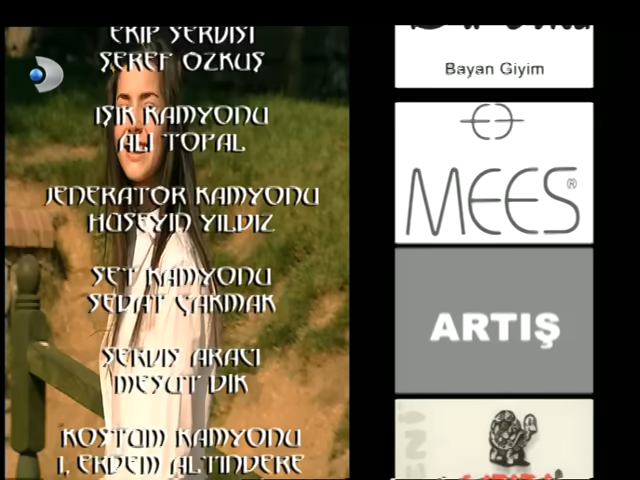 EKİP SERVİSİ
ŞEREF ÖZKUŞ
IŞIK KAMYONU
ALİ TOPAL
JENERATÖR KAMYONU
HÜSEYİN YILDIZ
SET KAMYONU
SEDAT ÇAKMAK
SERVİS ARACI
MESUT DİK
KOSTÜM KAMYONU
İ. ERDEM ALTINDERE
Bayan Giyim
MEES®
ARTIŞ